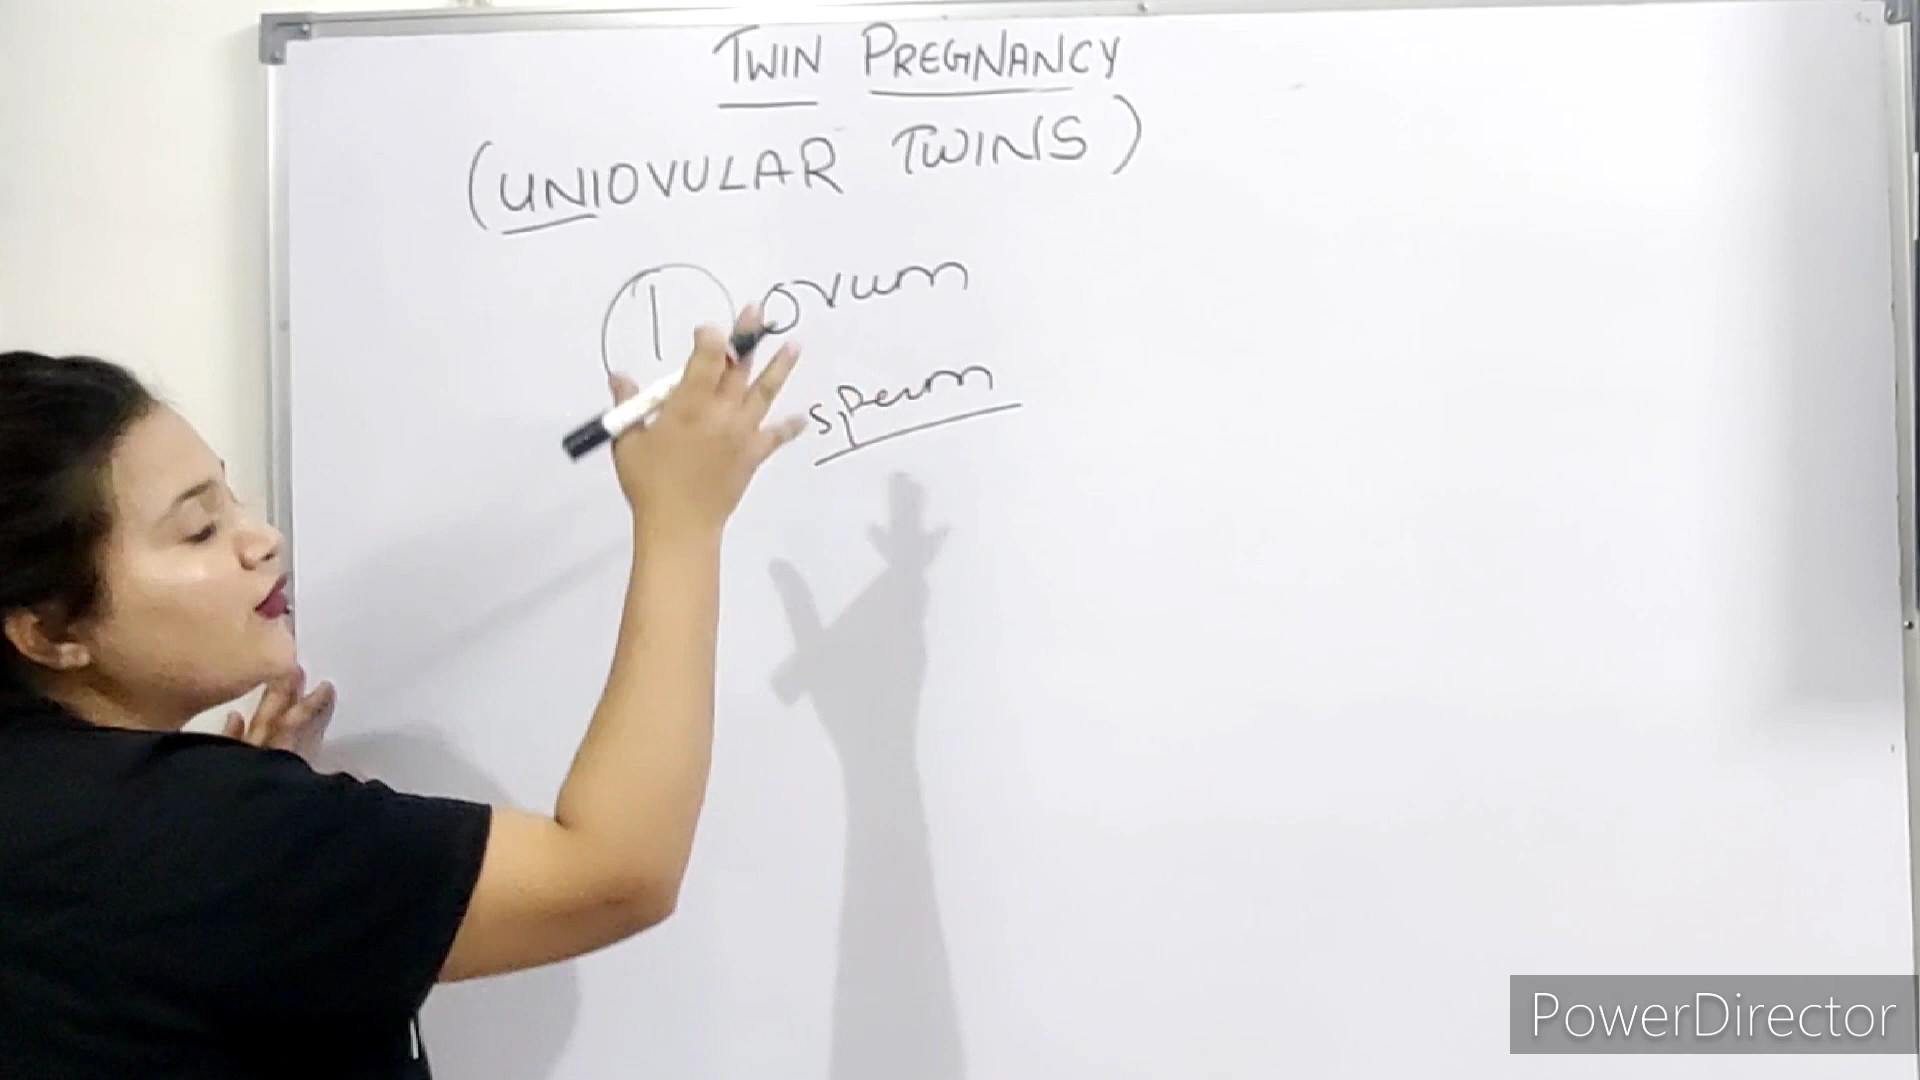 TWIN PREGNANCY
(UNIOVULAR TWINS)
1 ovum
sperm
PowerDirector